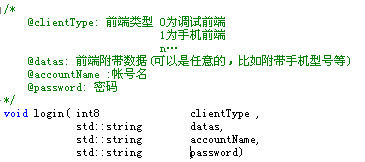 /*
@clientType: 前端类型 0为调试前端
1为手机前端
n…
@datas: 前端附带数据(可以是任意的，比如附带手机型号等)
@accountName :帐号名
@password: 密码
*/
void login( int8 clientType ,
std::string datas,
std::string accountName,
std::string password)